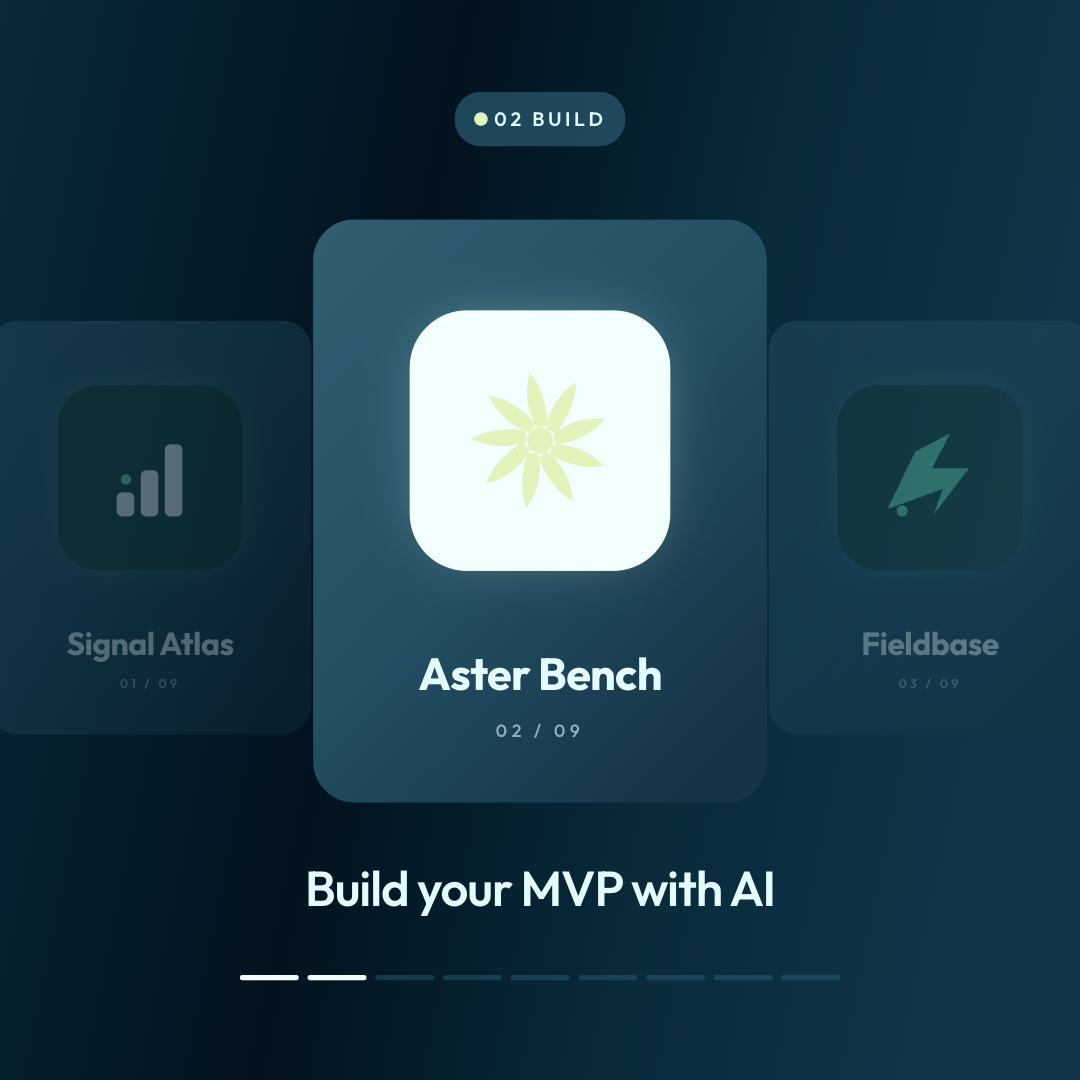 02 BUILD
Signal Atlas
01 / 09
Aster Bench
02 / 09
Fieldbase
03 / 09
Build your MVP with AI